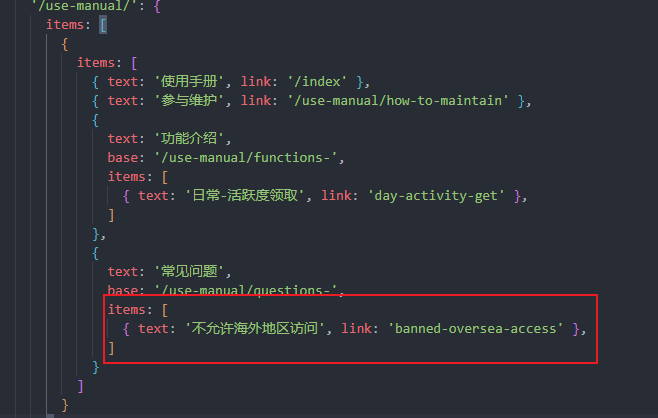 '/use-manual/': {
items: [
{
items: [
{ text: '使用手册', link: '/index' },
{ text: '参与维护', link: '/use-manual/how-to-maintain' },
{
text: '功能介绍',
base: '/use-manual/functions-',
items: [
{ text: '日常-活跃度领取', link: 'day-activity-get' },
]
},
{
text: '常见问题',
base: '/use-manual/questions-',
items: [
{ text: '不允许海外地区访问', link: 'banned-oversea-access' },
]
}
]
}